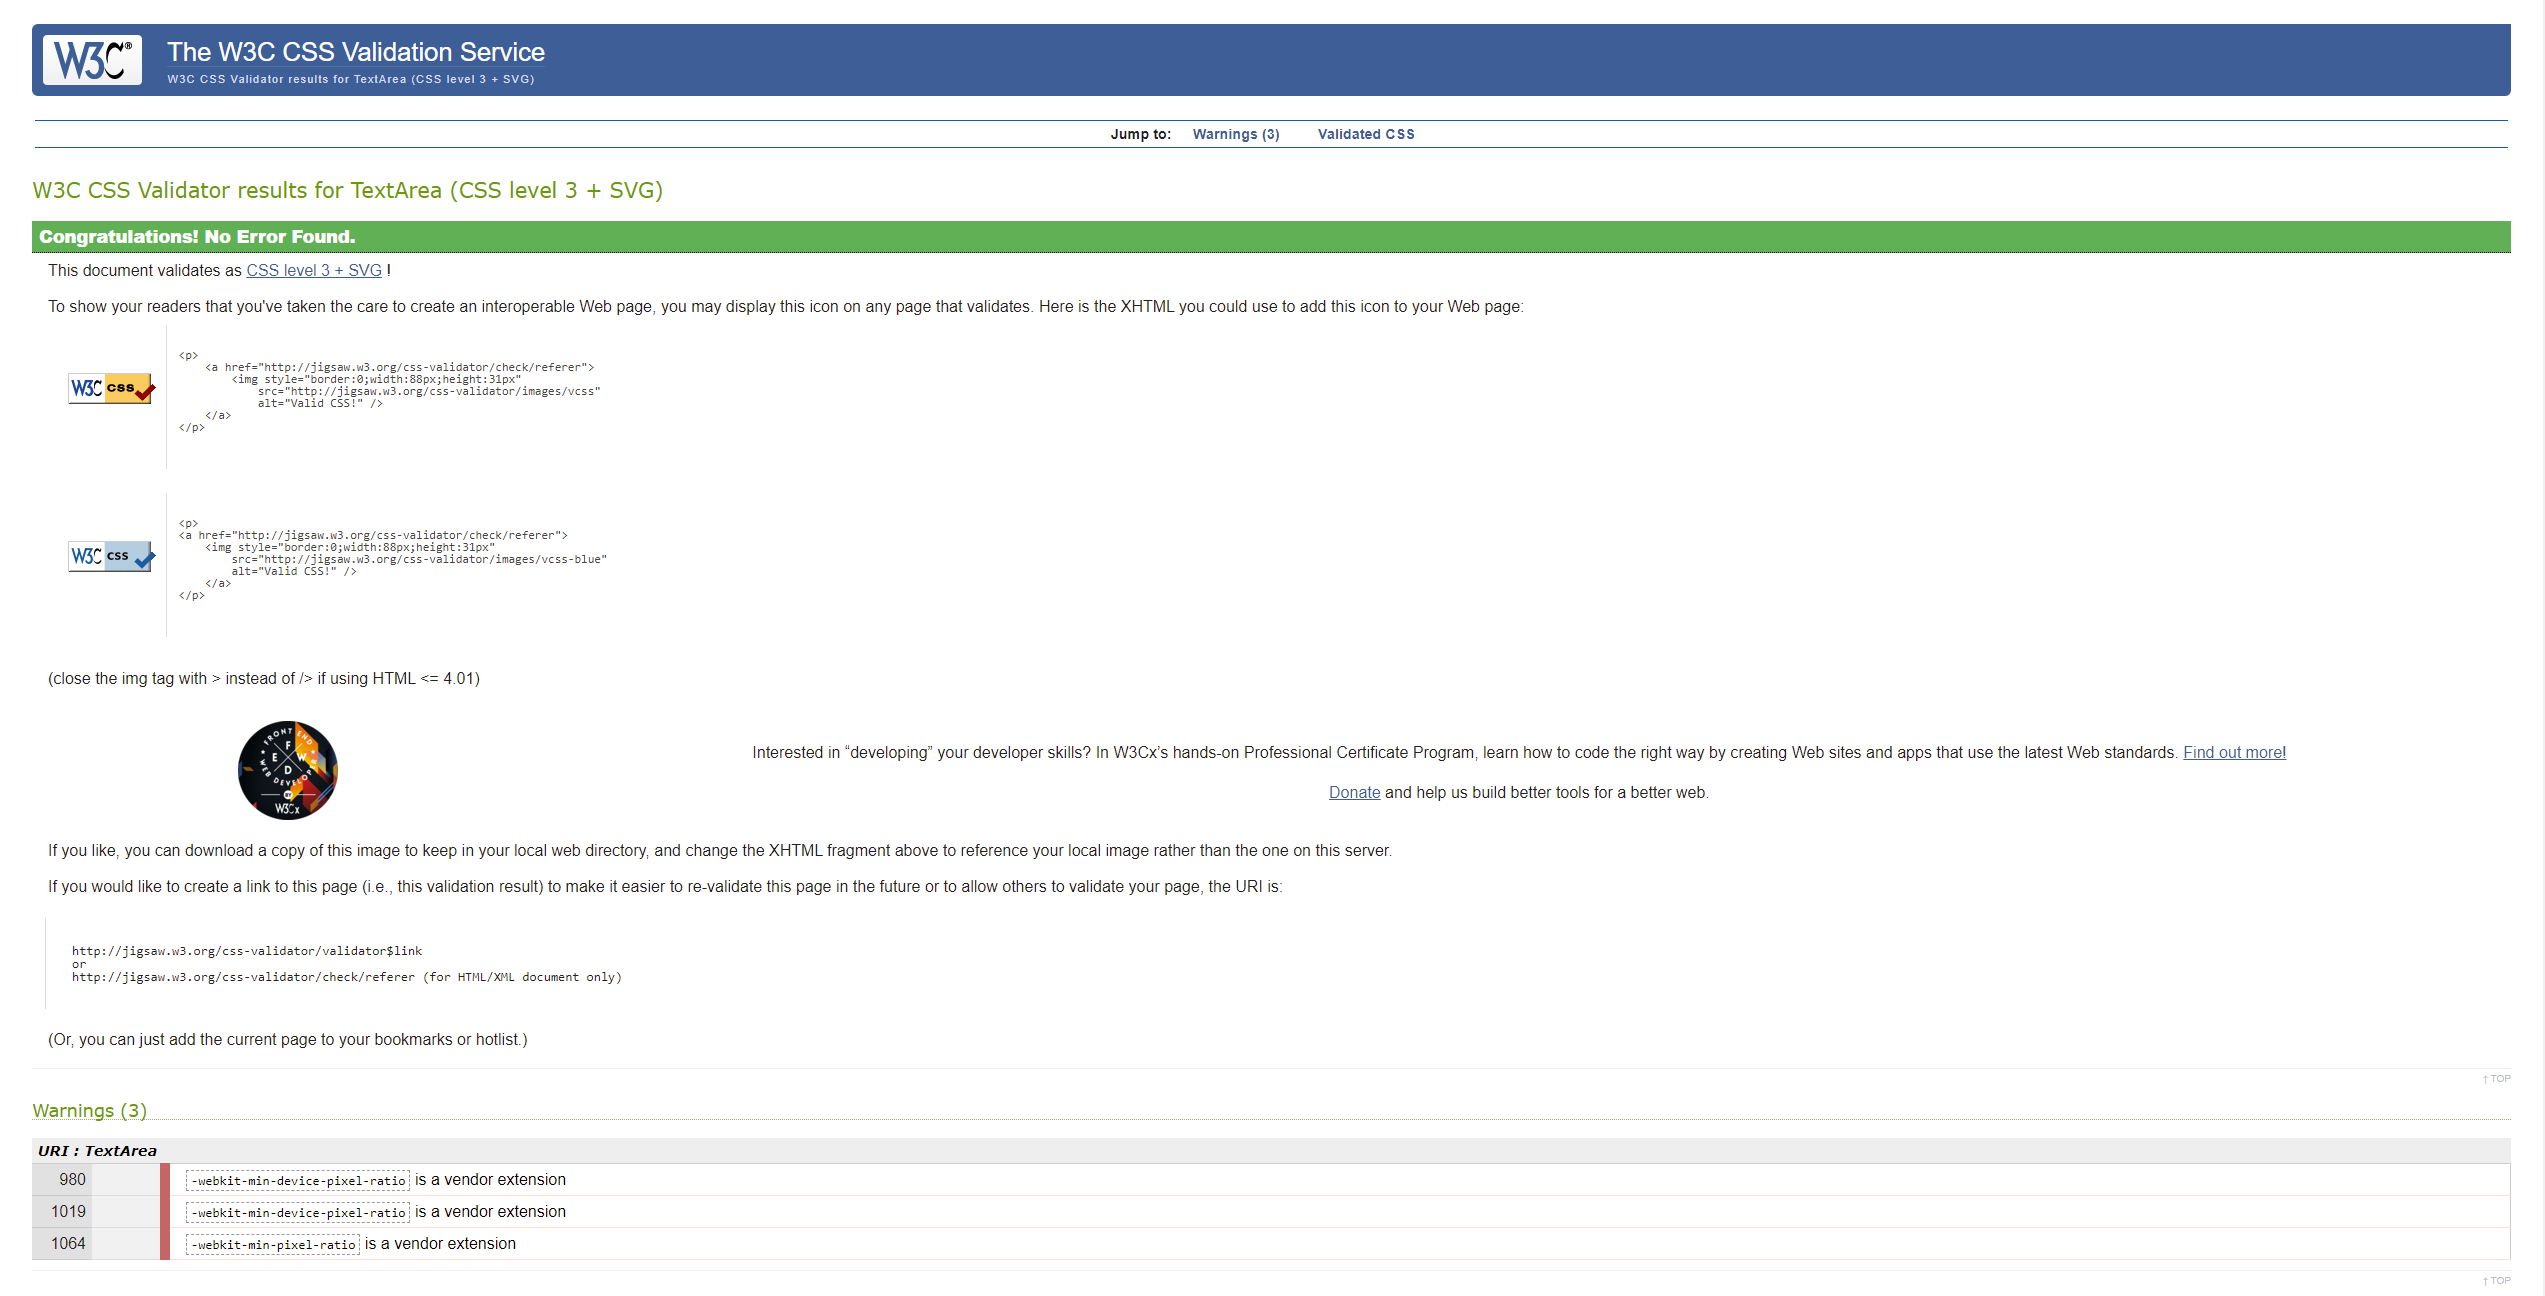 W3C®
The W3C CSS Validation Service
W3C CSS Validator results for TextArea (CSS level 3 + SVG)
Jump to: Warnings (3) Validated CSS
W3C CSS Validator results for TextArea (CSS level 3 + SVG)
Congratulations! No Error Found.
This document validates as CSS level 3 + SVG !
To show your readers that you've taken the care to create an interoperable Web page, you may display this icon on any page that validates. Here is the XHTML you could use to add this icon to your Web page:
W3C css
<p>
    <a href="http://jigsaw.w3.org/css-validator/check/referer">
        <img style="border:0;width:88px;height:31px"
            src="http://jigsaw.w3.org/css-validator/images/vcss"
            alt="Valid CSS!" />
    </a>
</p>
W3C css
<p>
<a href="http://jigsaw.w3.org/css-validator/check/referer">
    <img style="border:0;width:88px;height:31px"
        src="http://jigsaw.w3.org/css-validator/images/vcss-blue"
        alt="Valid CSS!" />
    </a>
</p>
(close the img tag with > instead of /> if using HTML <= 4.01)
FRONT END
F
E W
D
WEB DEVELOPER
BY
W3Cx
Interested in “developing” your developer skills? In W3Cx’s hands-on Professional Certificate Program, learn how to code the right way by creating Web sites and apps that use the latest Web standards. Find out more!
Donate and help us build better tools for a better web.
If you like, you can download a copy of this image to keep in your local web directory, and change the XHTML fragment above to reference your local image rather than the one on this server.
If you would like to create a link to this page (i.e., this validation result) to make it easier to re-validate this page in the future or to allow others to validate your page, the URI is:
http://jigsaw.w3.org/css-validator/validator$link
or
http://jigsaw.w3.org/css-validator/check/referer (for HTML/XML document only)
(Or, you can just add the current page to your bookmarks or hotlist.)
↑ TOP
Warnings (3)
URI : TextArea
980 -webkit-min-device-pixel-ratio is a vendor extension
1019 -webkit-min-device-pixel-ratio is a vendor extension
1064 -webkit-min-pixel-ratio is a vendor extension
↑ TOP